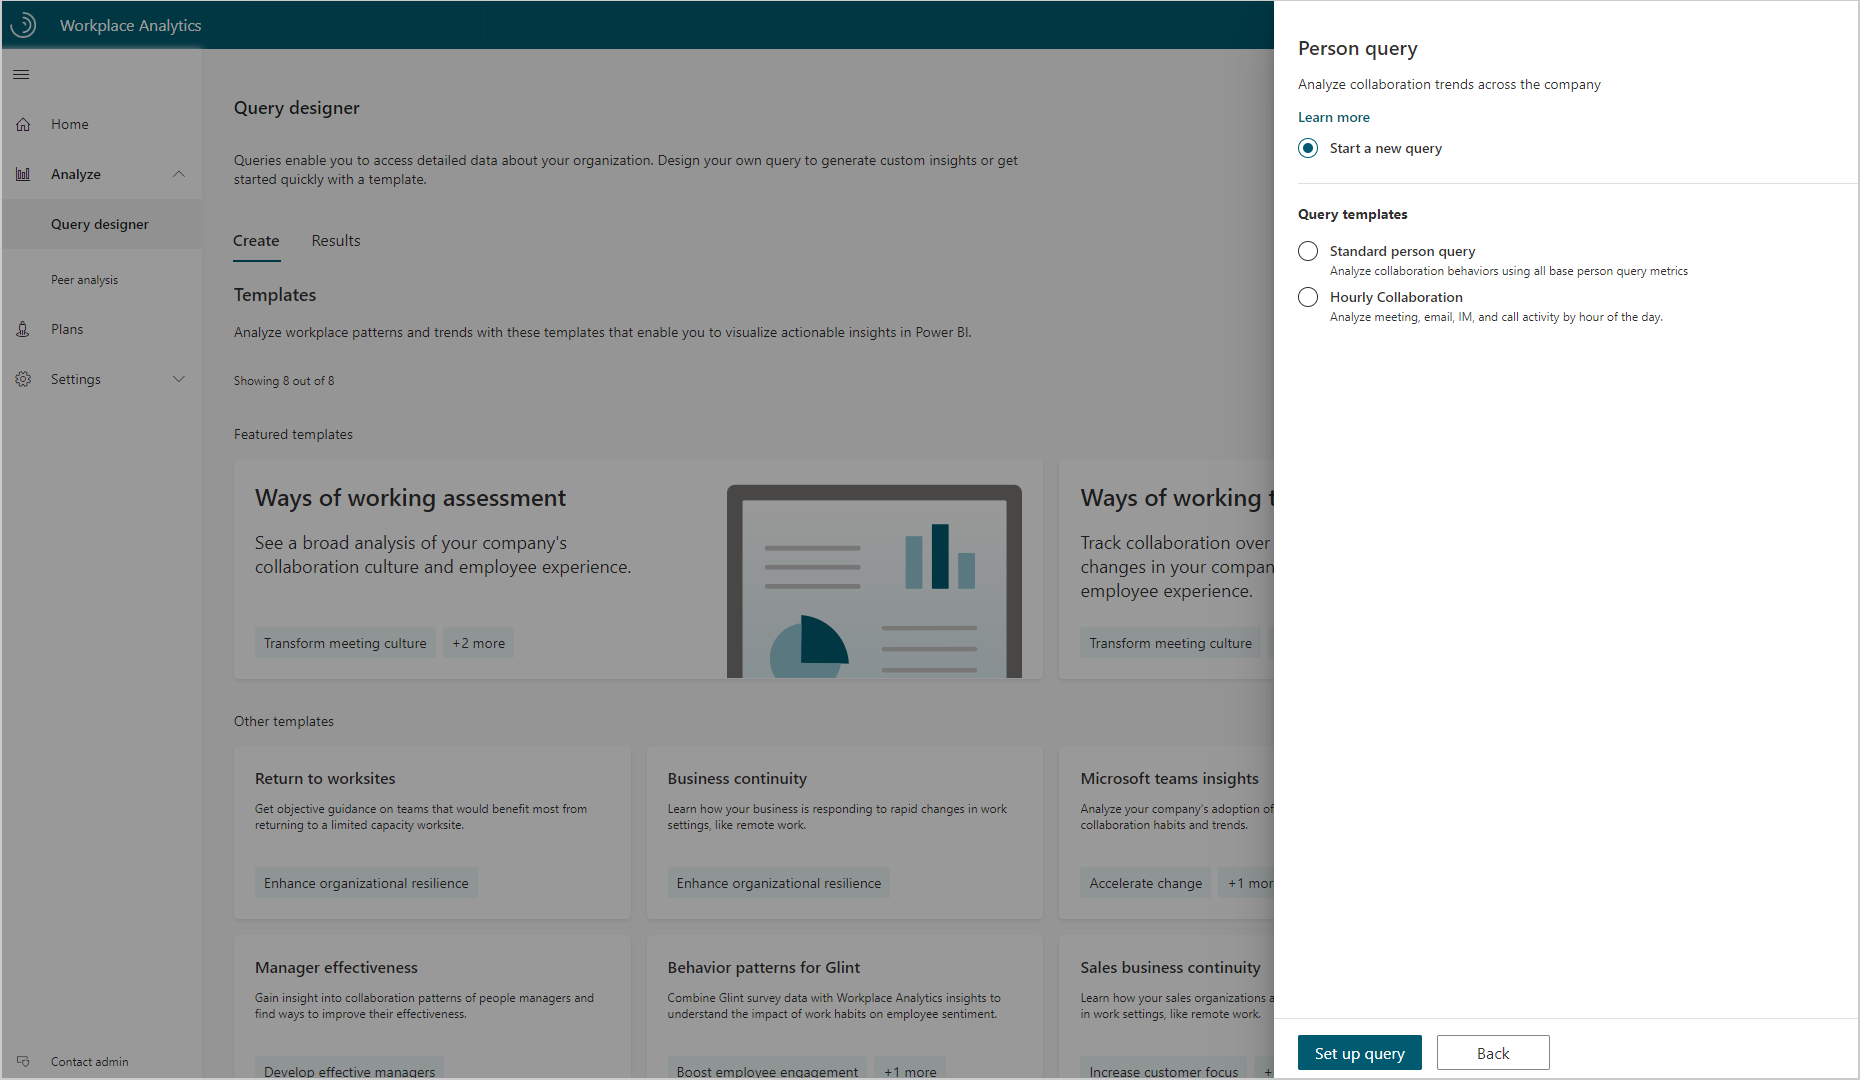 Workplace Analytics
Home
Analyze
Query designer
Peer analysis
Plans
Settings
Contact admin
Query designer
Queries enable you to access detailed data about your organization. Design your own query to generate custom insights or get
started quickly with a template.
Create
Results
Templates
Analyze workplace patterns and trends with these templates that enable you to visualize actionable insights in Power BI.
Showing 8 out of 8
Featured templates
Ways of working assessment
See a broad analysis of your company's
collaboration culture and employee experience.
Transform meeting culture
+2 more
Ways of working t
Track collaboration over
changes in your compan
employee experience.
Transform meeting culture
Other templates
Return to worksites
Get objective guidance on teams that would benefit most from
returning to a limited capacity worksite.
Enhance organizational resilience
Business continuity
Learn how your business is responding to rapid changes in work
settings, like remote work.
Enhance organizational resilience
Microsoft teams insights
Analyze your company's adoption of
collaboration habits and trends.
Accelerate change
+1 mor
Manager effectiveness
Gain insight into collaboration patterns of people managers and
find ways to improve their effectiveness.
Develop effective managers
Behavior patterns for Glint
Combine Glint survey data with Workplace Analytics insights to
understand the impact of work habits on employee sentiment.
Boost employee engagement
+1 more
Sales business continuity
Learn how your sales organizations a
in work settings, like remote work.
Increase customer focus
+
Person query
Analyze collaboration trends across the company
Learn more
Start a new query
Query templates
Standard person query
Analyze collaboration behaviors using all base person query metrics
Hourly Collaboration
Analyze meeting, email, IM, and call activity by hour of the day.
Set up query
Back